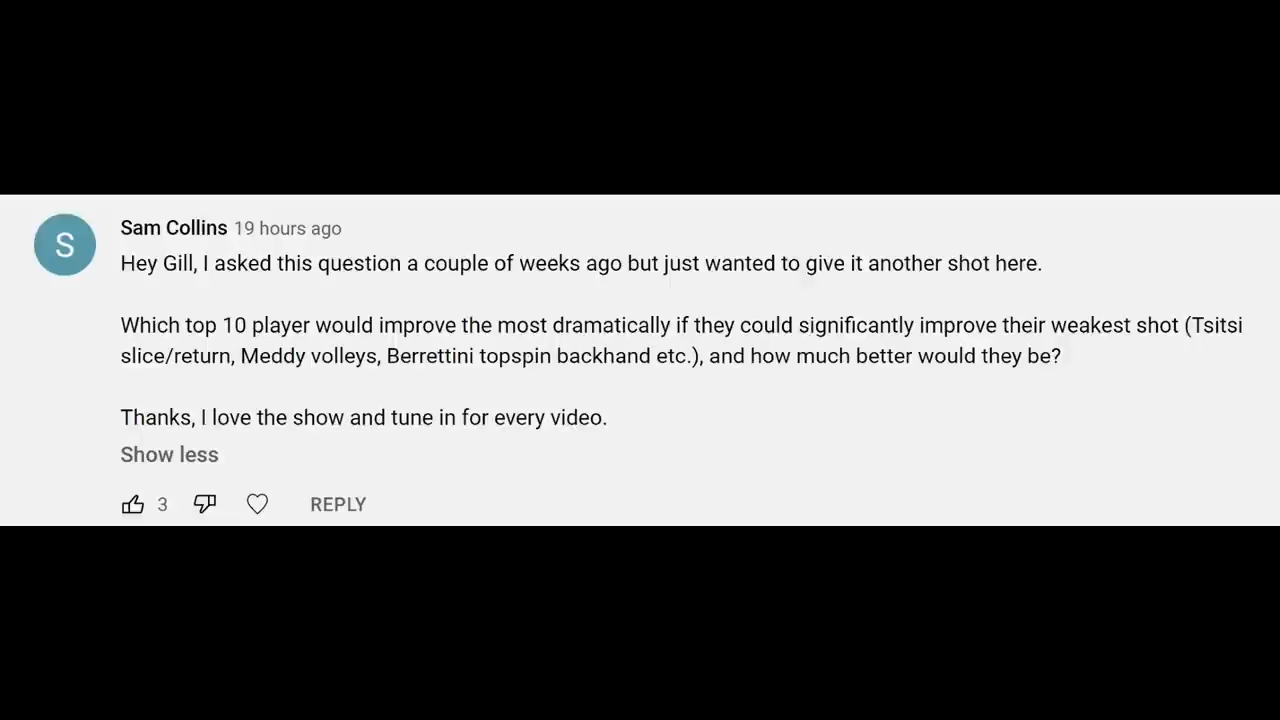 S
Sam Collins 19 hours ago
Hey Gill, I asked this question a couple of weeks ago but just wanted to give it another shot here.
Which top 10 player would improve the most dramatically if they could significantly improve their weakest shot (Tsitsi
slice/return, Meddy volleys, Berrettini topspin backhand etc.), and how much better would they be?
Thanks, I love the show and tune in for every video.
Show less
3 REPLY